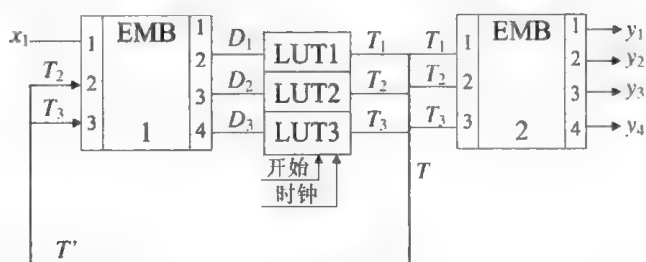 x₁ 1 EMB 1 D₁ LUT1 T₁ T₁ 1 EMB 1 y₁
T₂ 2 2 D₂ LUT2 T₂ T₂ 2 2 y₂
T₃ 3 3 D₃ LUT3 T₃ T₃ 3 3 y₃
1 4 2 4 y₄
开始
时钟
T
T'